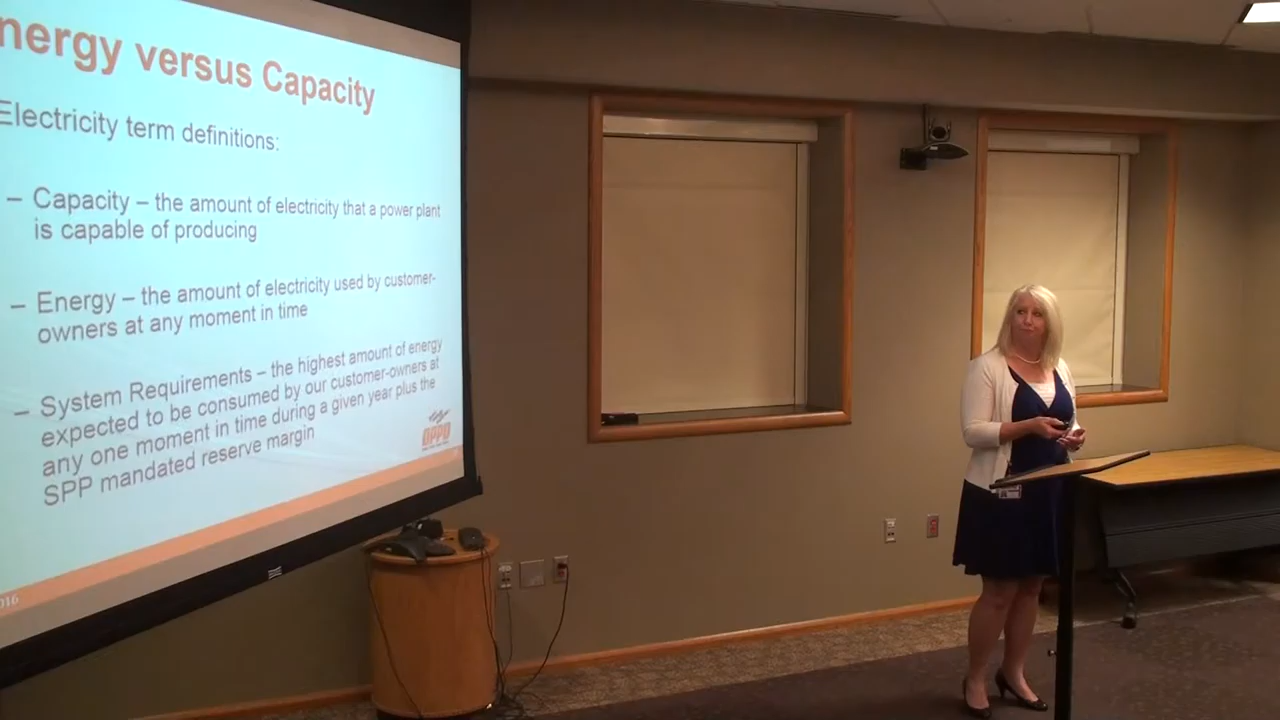 nergy versus Capacity
Electricity term definitions:
– Capacity – the amount of electricity that a power plant
is capable of producing
– Energy – the amount of electricity used by customer-
owners at any moment in time
– System Requirements – the highest amount of energy
expected to be consumed by our customer-owners at
any one moment in time during a given year plus the
SPP mandated reserve margin
OPPD
016